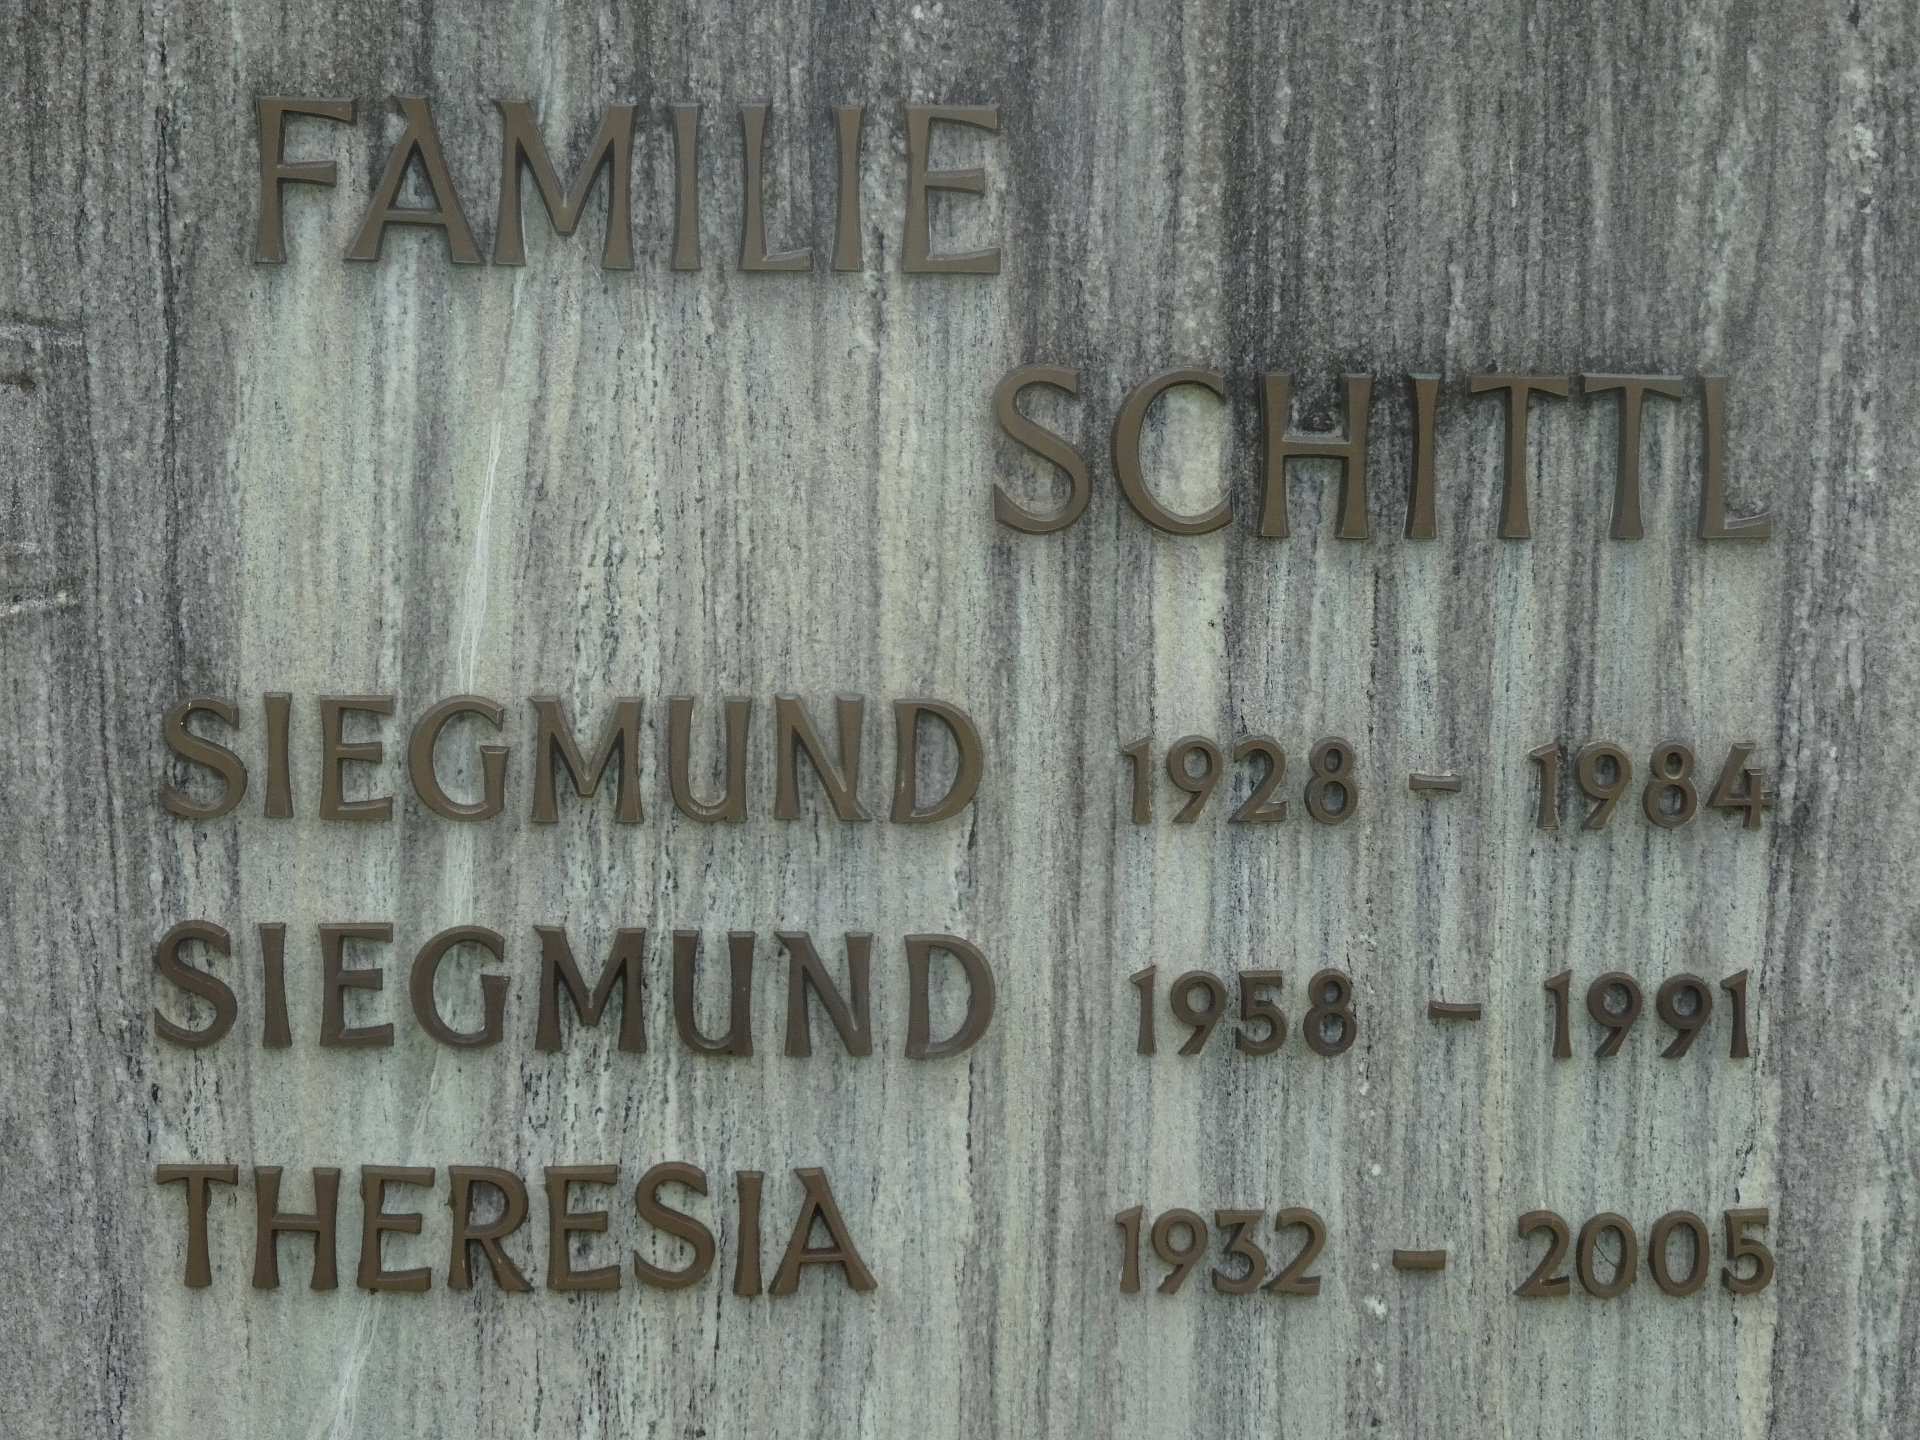 FAMILIE
SCHITTL
SIEGMUND 1928 - 1984
SIEGMUND 1958 - 1991
THERESIA 1932 - 2005